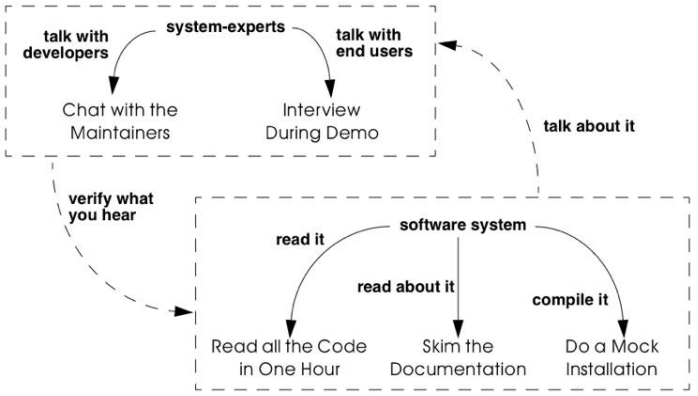 system-experts
talk with
developers
talk with
end users
Chat with the
Maintainers
Interview
During Demo
talk about it
verify what
you hear
software system
read it
read about it
compile it
Read all the Code
in One Hour
Skim the
Documentation
Do a Mock
Installation